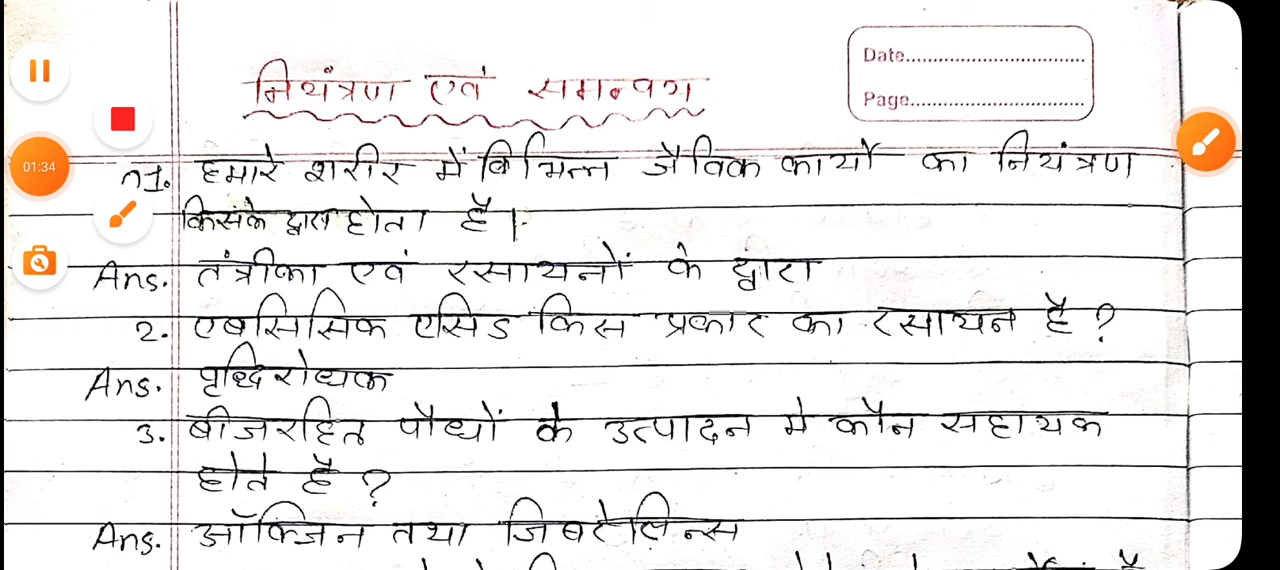 Date
Page
नियंत्रण एवं समन्वय
01:34
1. हमारे शरीर में विभिन्न जैविक कार्यो का नियंत्रण
किसके द्वारा होता है।
Ans. तंत्रीका एवं रसायनों के द्वारा
2. एबसिसिक एसिड किस प्रकार का रसायन है?
Ans. वृद्धिरोधक
3. बीजरहित पौधों के उत्पादन मे कौन सहायक
होते है?
Ans. ऑक्जिन तथा जिबरेलिन्स